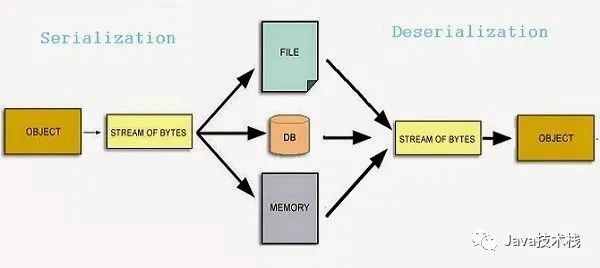 Serialization
Deserialization
FILE
OBJECT
STREAM OF BYTES
DB
STREAM OF BYTES
OBJECT
MEMORY
Java技术栈